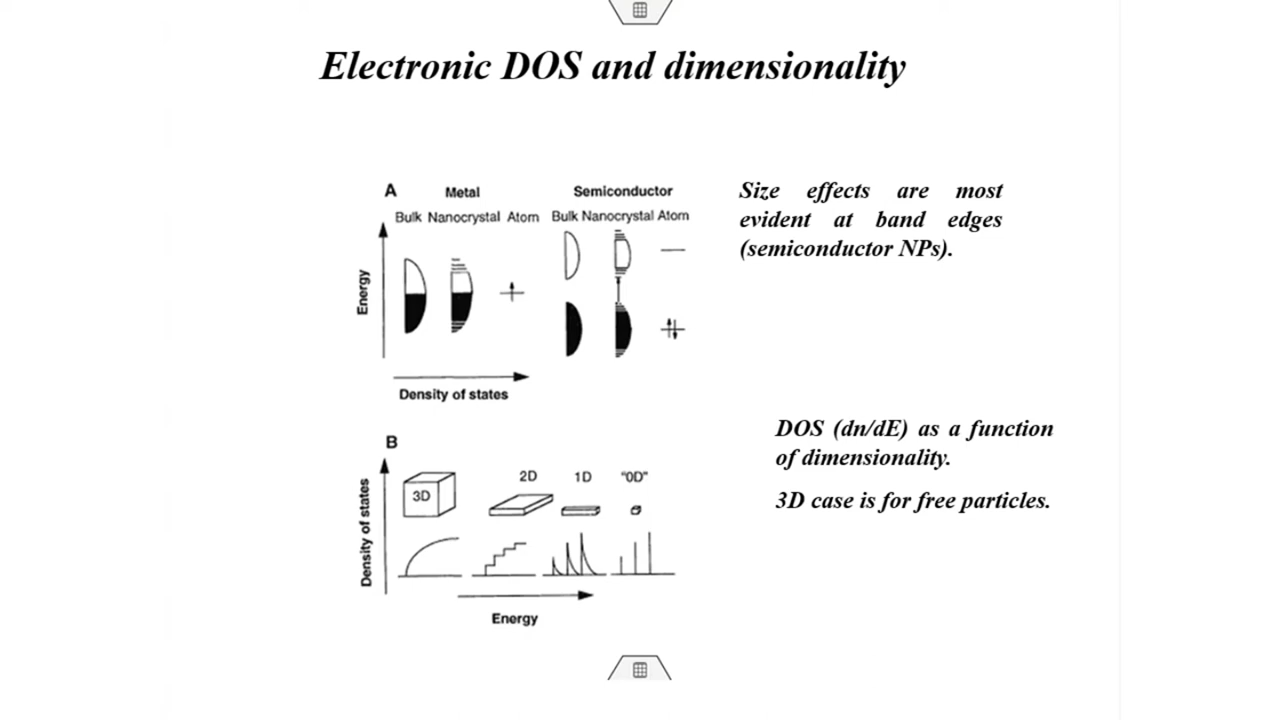 Electronic DOS and dimensionality
A
Metal
Semiconductor
Bulk Nanocrystal Atom
Bulk Nanocrystal Atom
Energy
Density of states
Size effects are most
evident at band edges
(semiconductor NPs).
B
3D
2D
1D
"0D"
Density of states
Energy
DOS (dn/dE) as a function
of dimensionality.
3D case is for free particles.